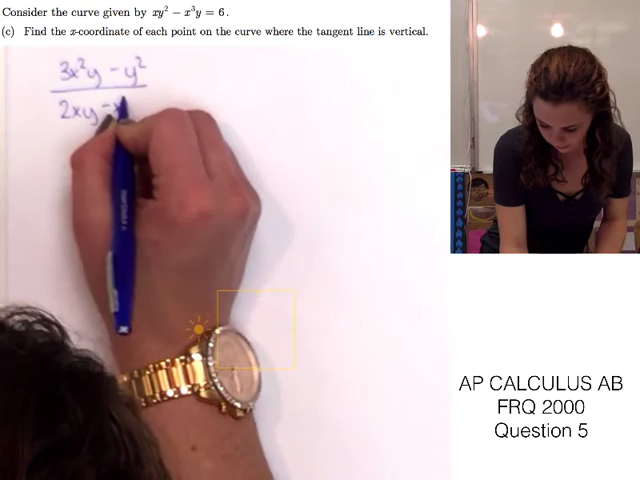 Consider the curve given by xy² − x³y = 6.
(c) Find the x-coordinate of each point on the curve where the tangent line is vertical.
3x²y − y²
2xy − x
AP CALCULUS AB
FRQ 2000
Question 5